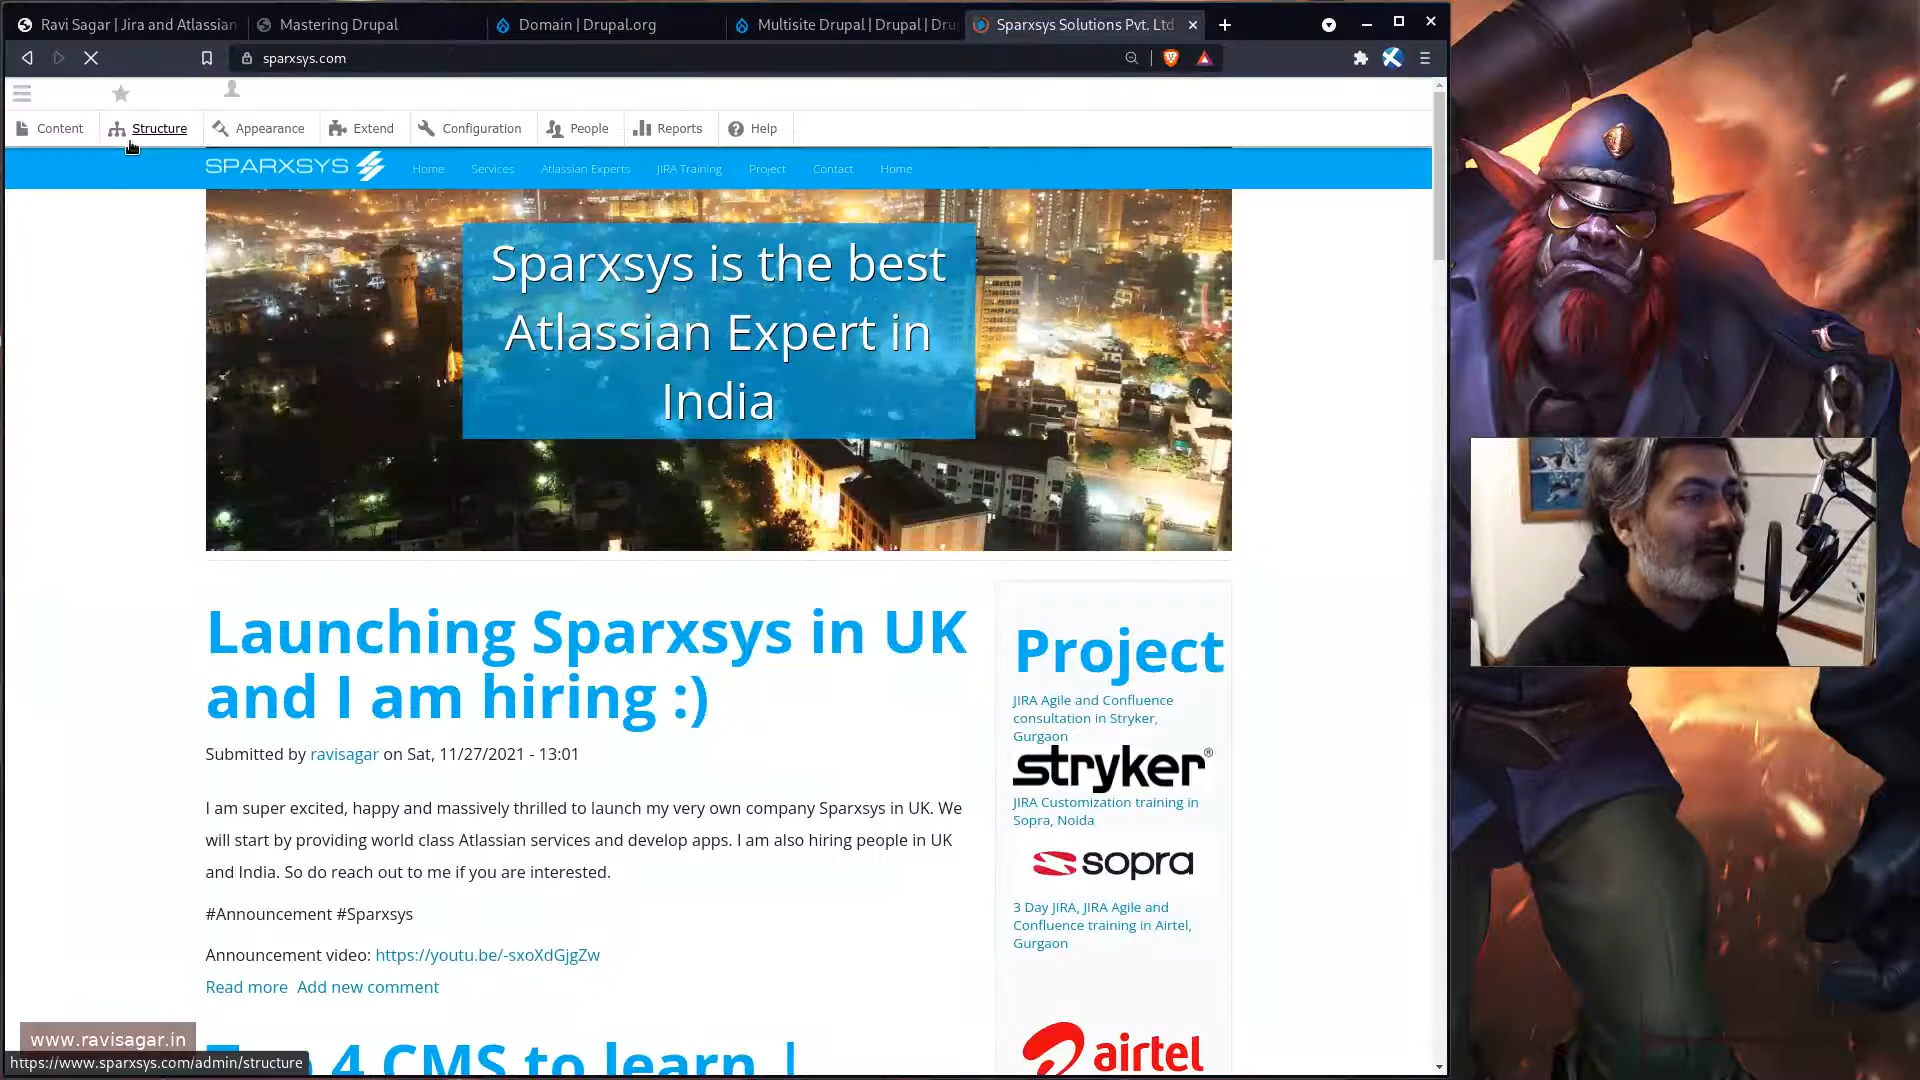 Ravi Sagar | Jira and Atlassian
Mastering Drupal
Domain | Drupal.org
Multisite Drupal | Drupal | Dru
Sparxsys Solutions Pvt. Ltd
sparxsys.com
Content
Structure
Appearance
Extend
Configuration
People
Reports
Help
SPARXSYS
Home
Services
Atlassian Experts
JIRA Training
Project
Contact
Home
Sparxsys is the best
Atlassian Expert in
India
Launching Sparxsys in UK
and I am hiring :)
Submitted by ravisagar on Sat, 11/27/2021 - 13:01
I am super excited, happy and massively thrilled to launch my very own company Sparxsys in UK. We
will start by providing world class Atlassian services and develop apps. I am also hiring people in UK
and India. So do reach out to me if you are interested.
#Announcement #Sparxsys
Announcement video: https://youtu.be/-sxoXdGjgZw
Read more Add new comment
4 CMS to learn |
Project
JIRA Agile and Confluence
consultation in Stryker,
Gurgaon
stryker®
JIRA Customization training in
Sopra, Noida
sopra
3 Day JIRA, JIRA Agile and
Confluence training in Airtel,
Gurgaon
airtel
www.ravisagar.in
https://www.sparxsys.com/admin/structure